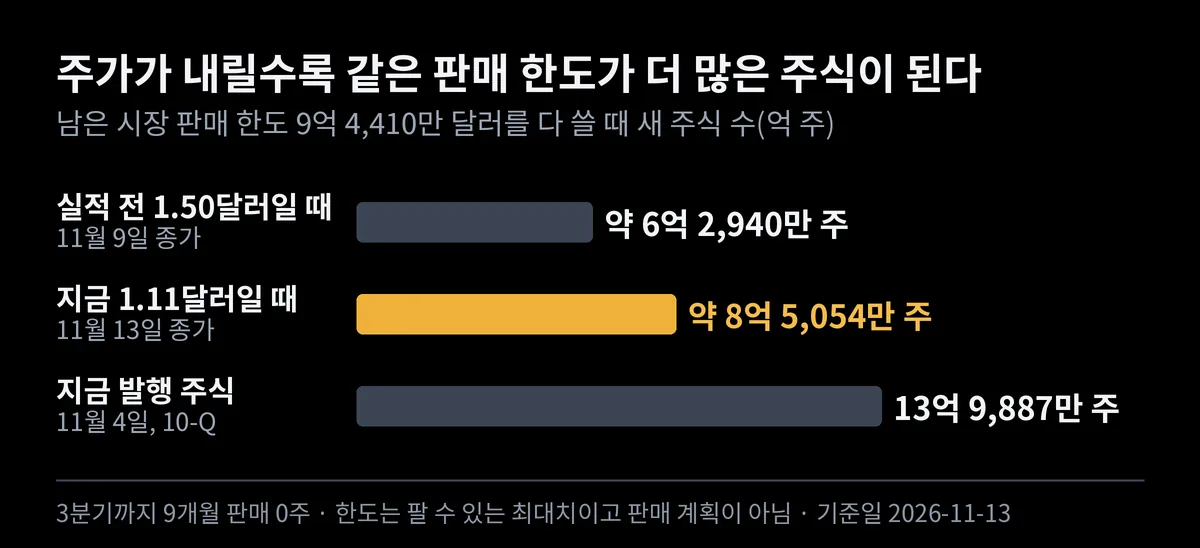 주가가 내릴수록 같은 판매 한도가 더 많은 주식이 된다
남은 시장 판매 한도 9억 4,410만 달러를 다 쓸 때 새 주식 수(억 주)
실적 전 1.50달러일 때
11월 9일 종가
약 6억 2,940만 주
지금 1.11달러일 때
11월 13일 종가
약 8억 5,054만 주
지금 발행 주식
11월 4일, 10-Q
13억 9,887만 주
3분기까지 9개월 판매 0주 · 한도는 팔 수 있는 최대치이고 판매 계획이 아님 · 기준일 2026-11-13